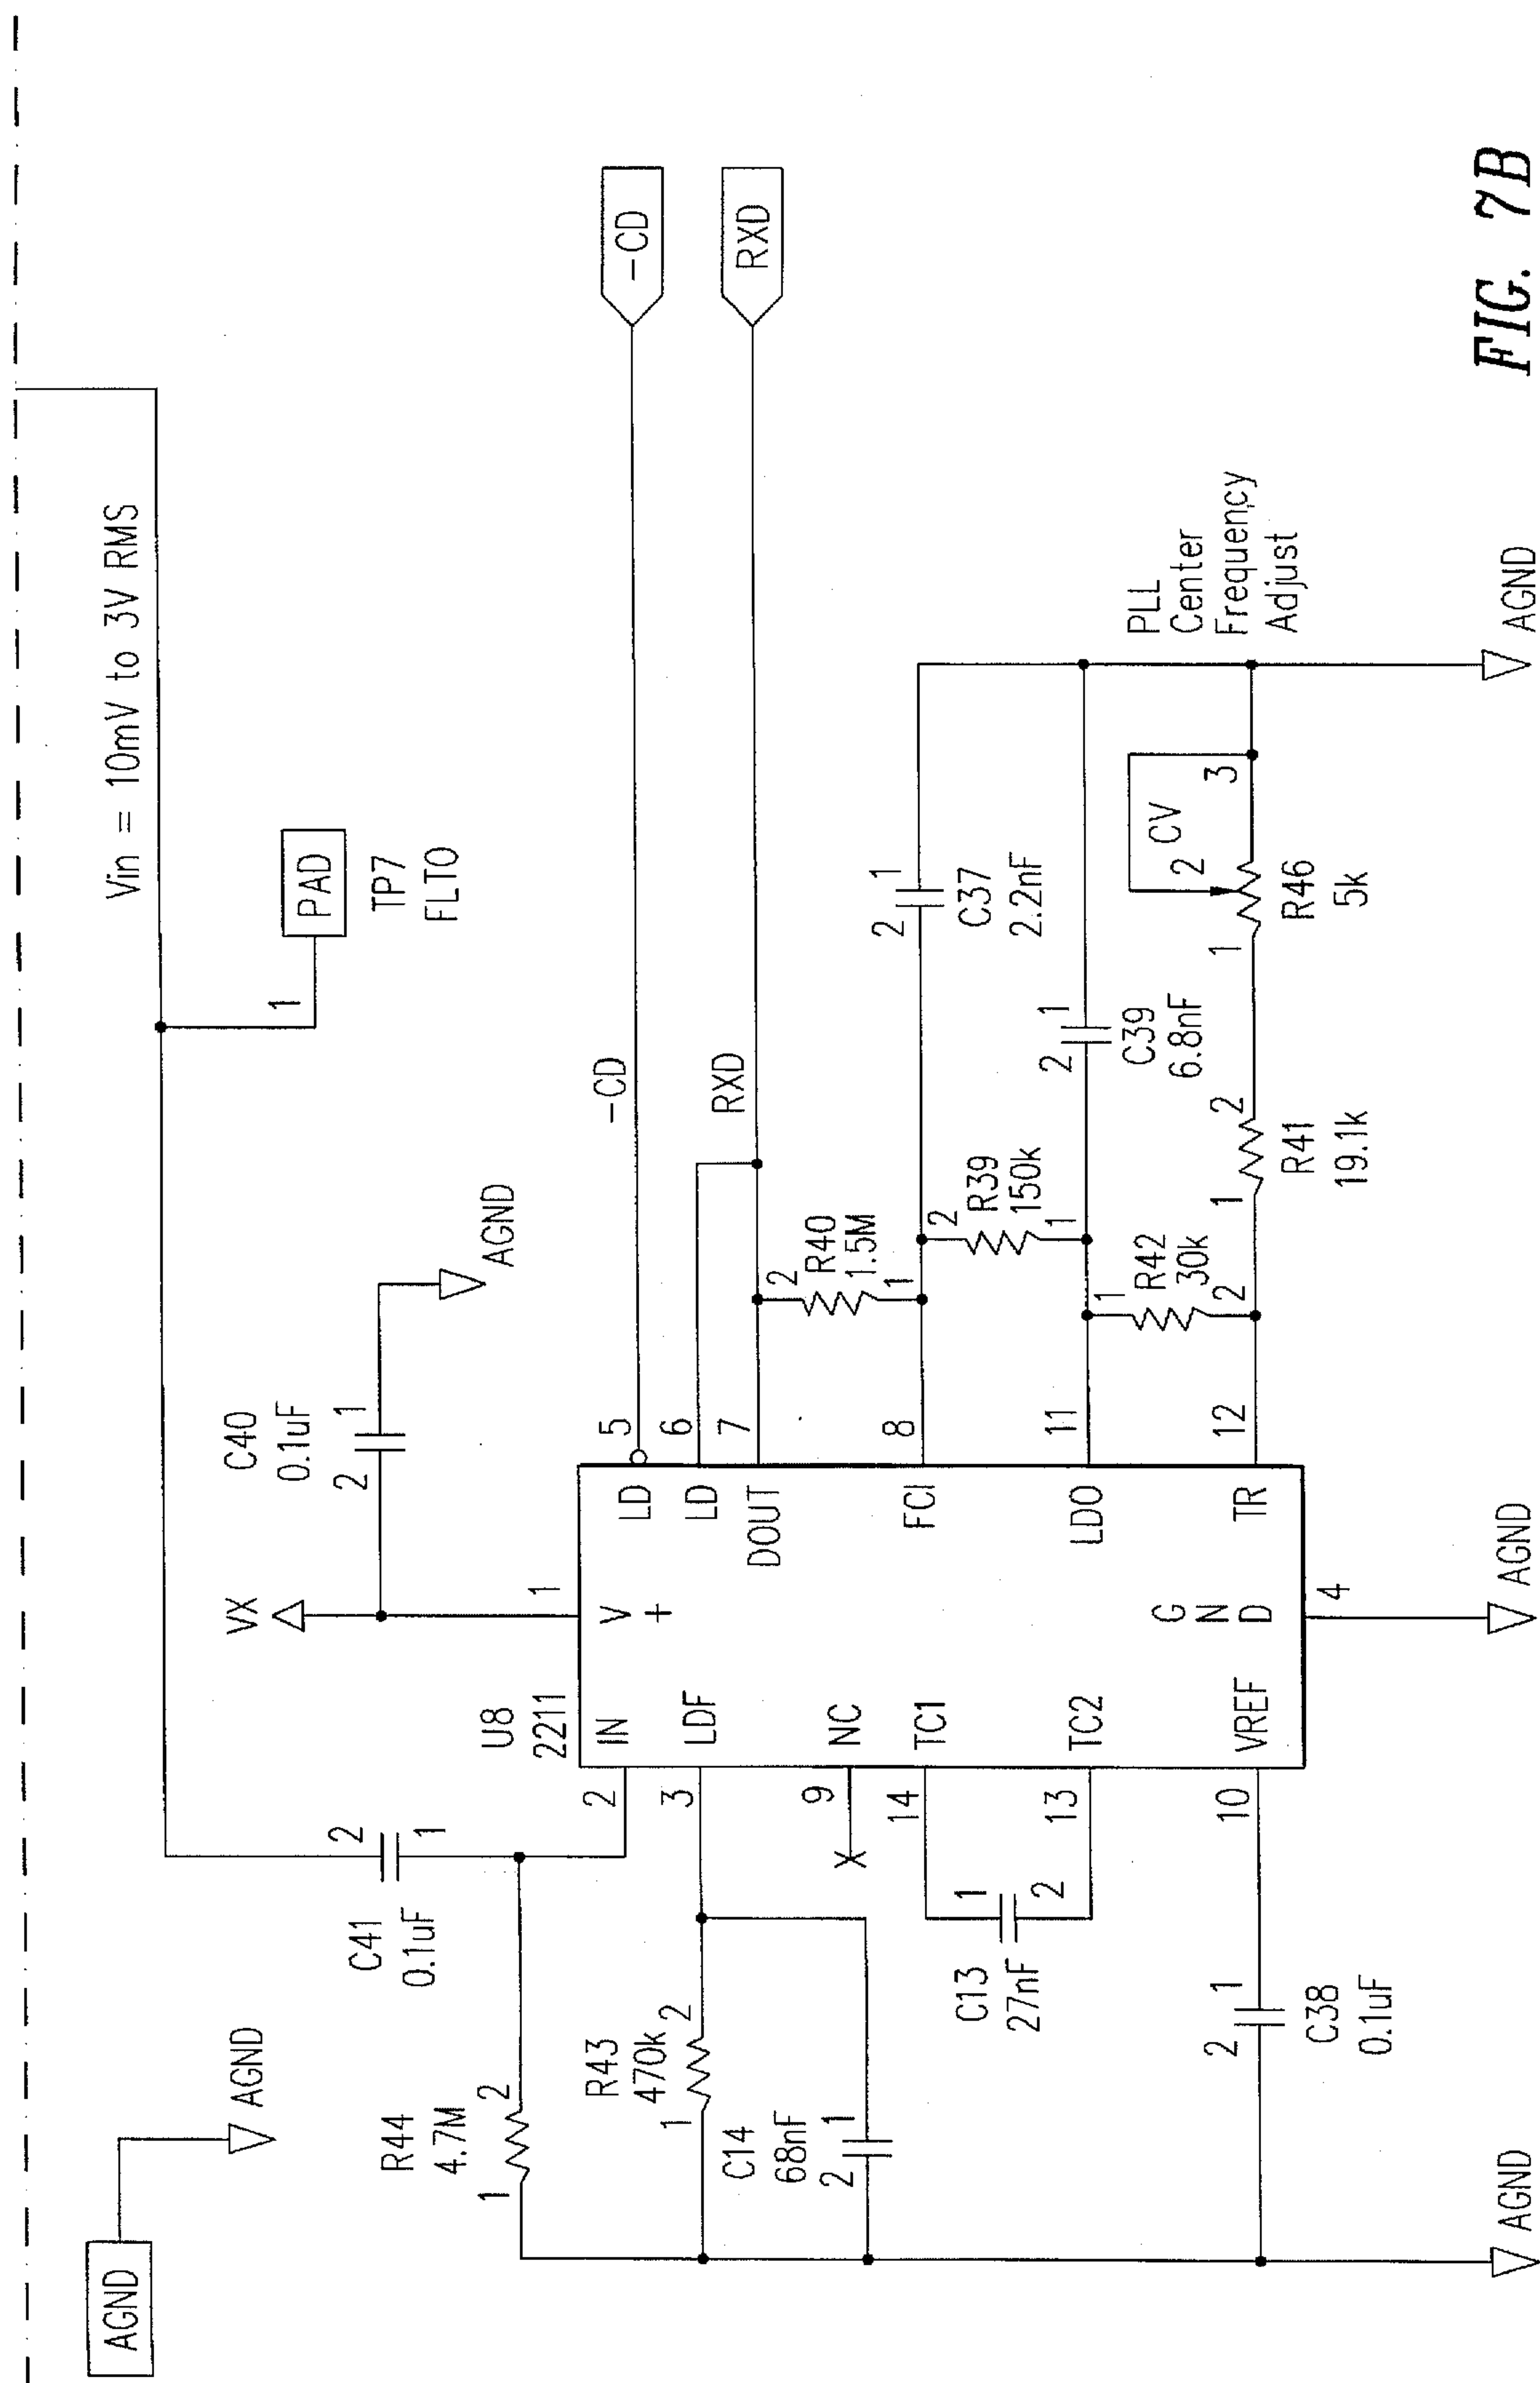 AGND
AGND
Vin = 10mV to 3V RMS
1
PAD
TP7
FLTO
C41
0.1uF
2
1
VX
C40
0.1uF
2
1
AGND
R44
4.7M
1
2
R43
470k
1
2
C14
68nF
2
1
C13
27nF
1
2
C38
0.1uF
2
1
AGND
U8
2211
IN
LDF
NC
TC1
TC2
VREF
V
+
G
N
D
LD
LD
DOUT
FCI
LDO
TR
2
3
9
X
14
13
10
1
4
AGND
5
6
7
8
11
12
-CD
-CD
RXD
RXD
R40
1.5M
2
1
R39
150k
2
1
R42
30k
1
2
C37
2.2nF
2
1
C39
6.8nF
2
1
R41
19.1k
1
2
R46
5k
1
2
3
CV
PLL
Center
Frequency
Adjust
AGND
FIG. 7B